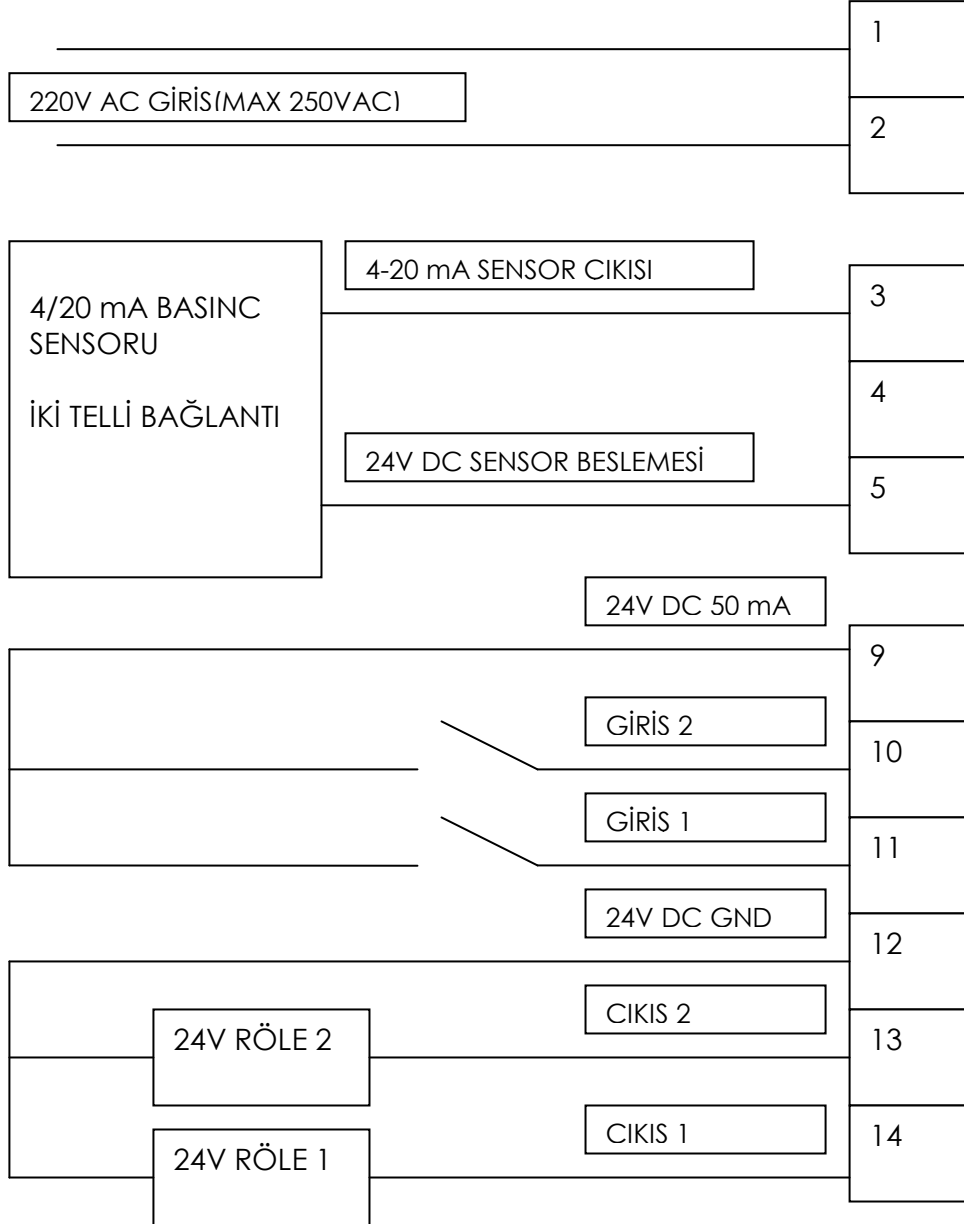 1
220V AC GİRİS(MAX 250VAC)
2
4-20 mA SENSOR CIKISI
3
4/20 mA BASINC
SENSORU
4
İKİ TELLİ BAĞLANTI
24V DC SENSOR BESLEMESİ
5
24V DC 50 mA
9
GİRİS 2
10
GİRİS 1
11
24V DC GND
12
CIKIS 2
24V RÖLE 2
13
CIKIS 1
14
24V RÖLE 1